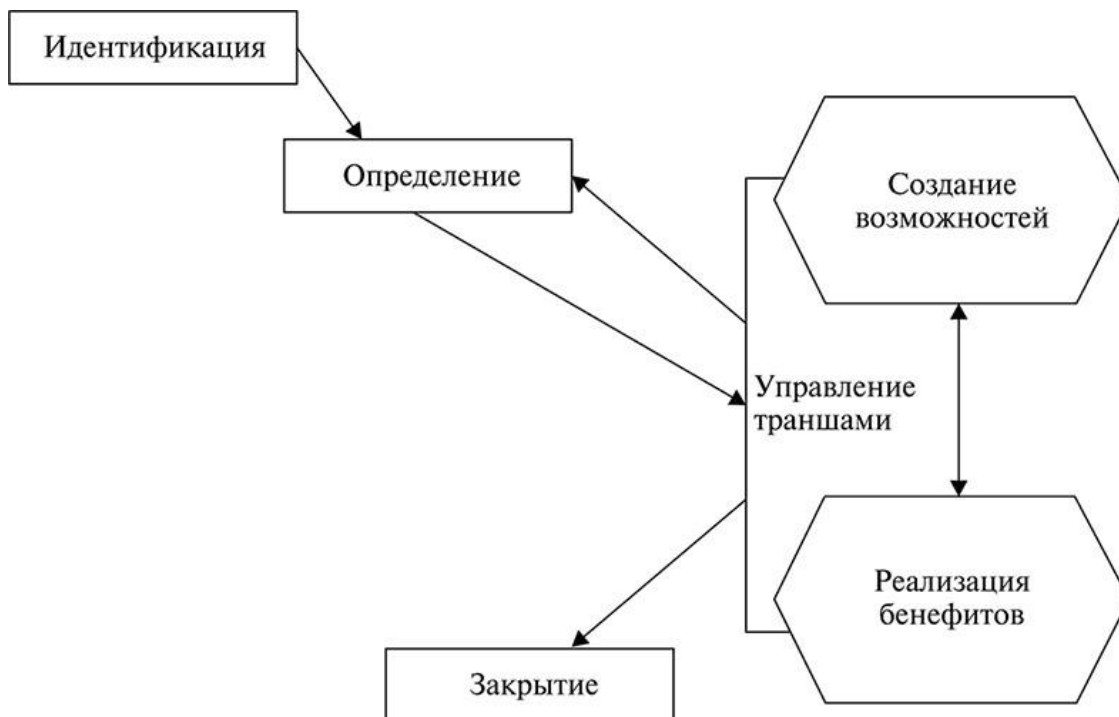 Идентификация
Определение
Создание
возможностей
Управление
траншами
Реализация
бенефитов
Закрытие